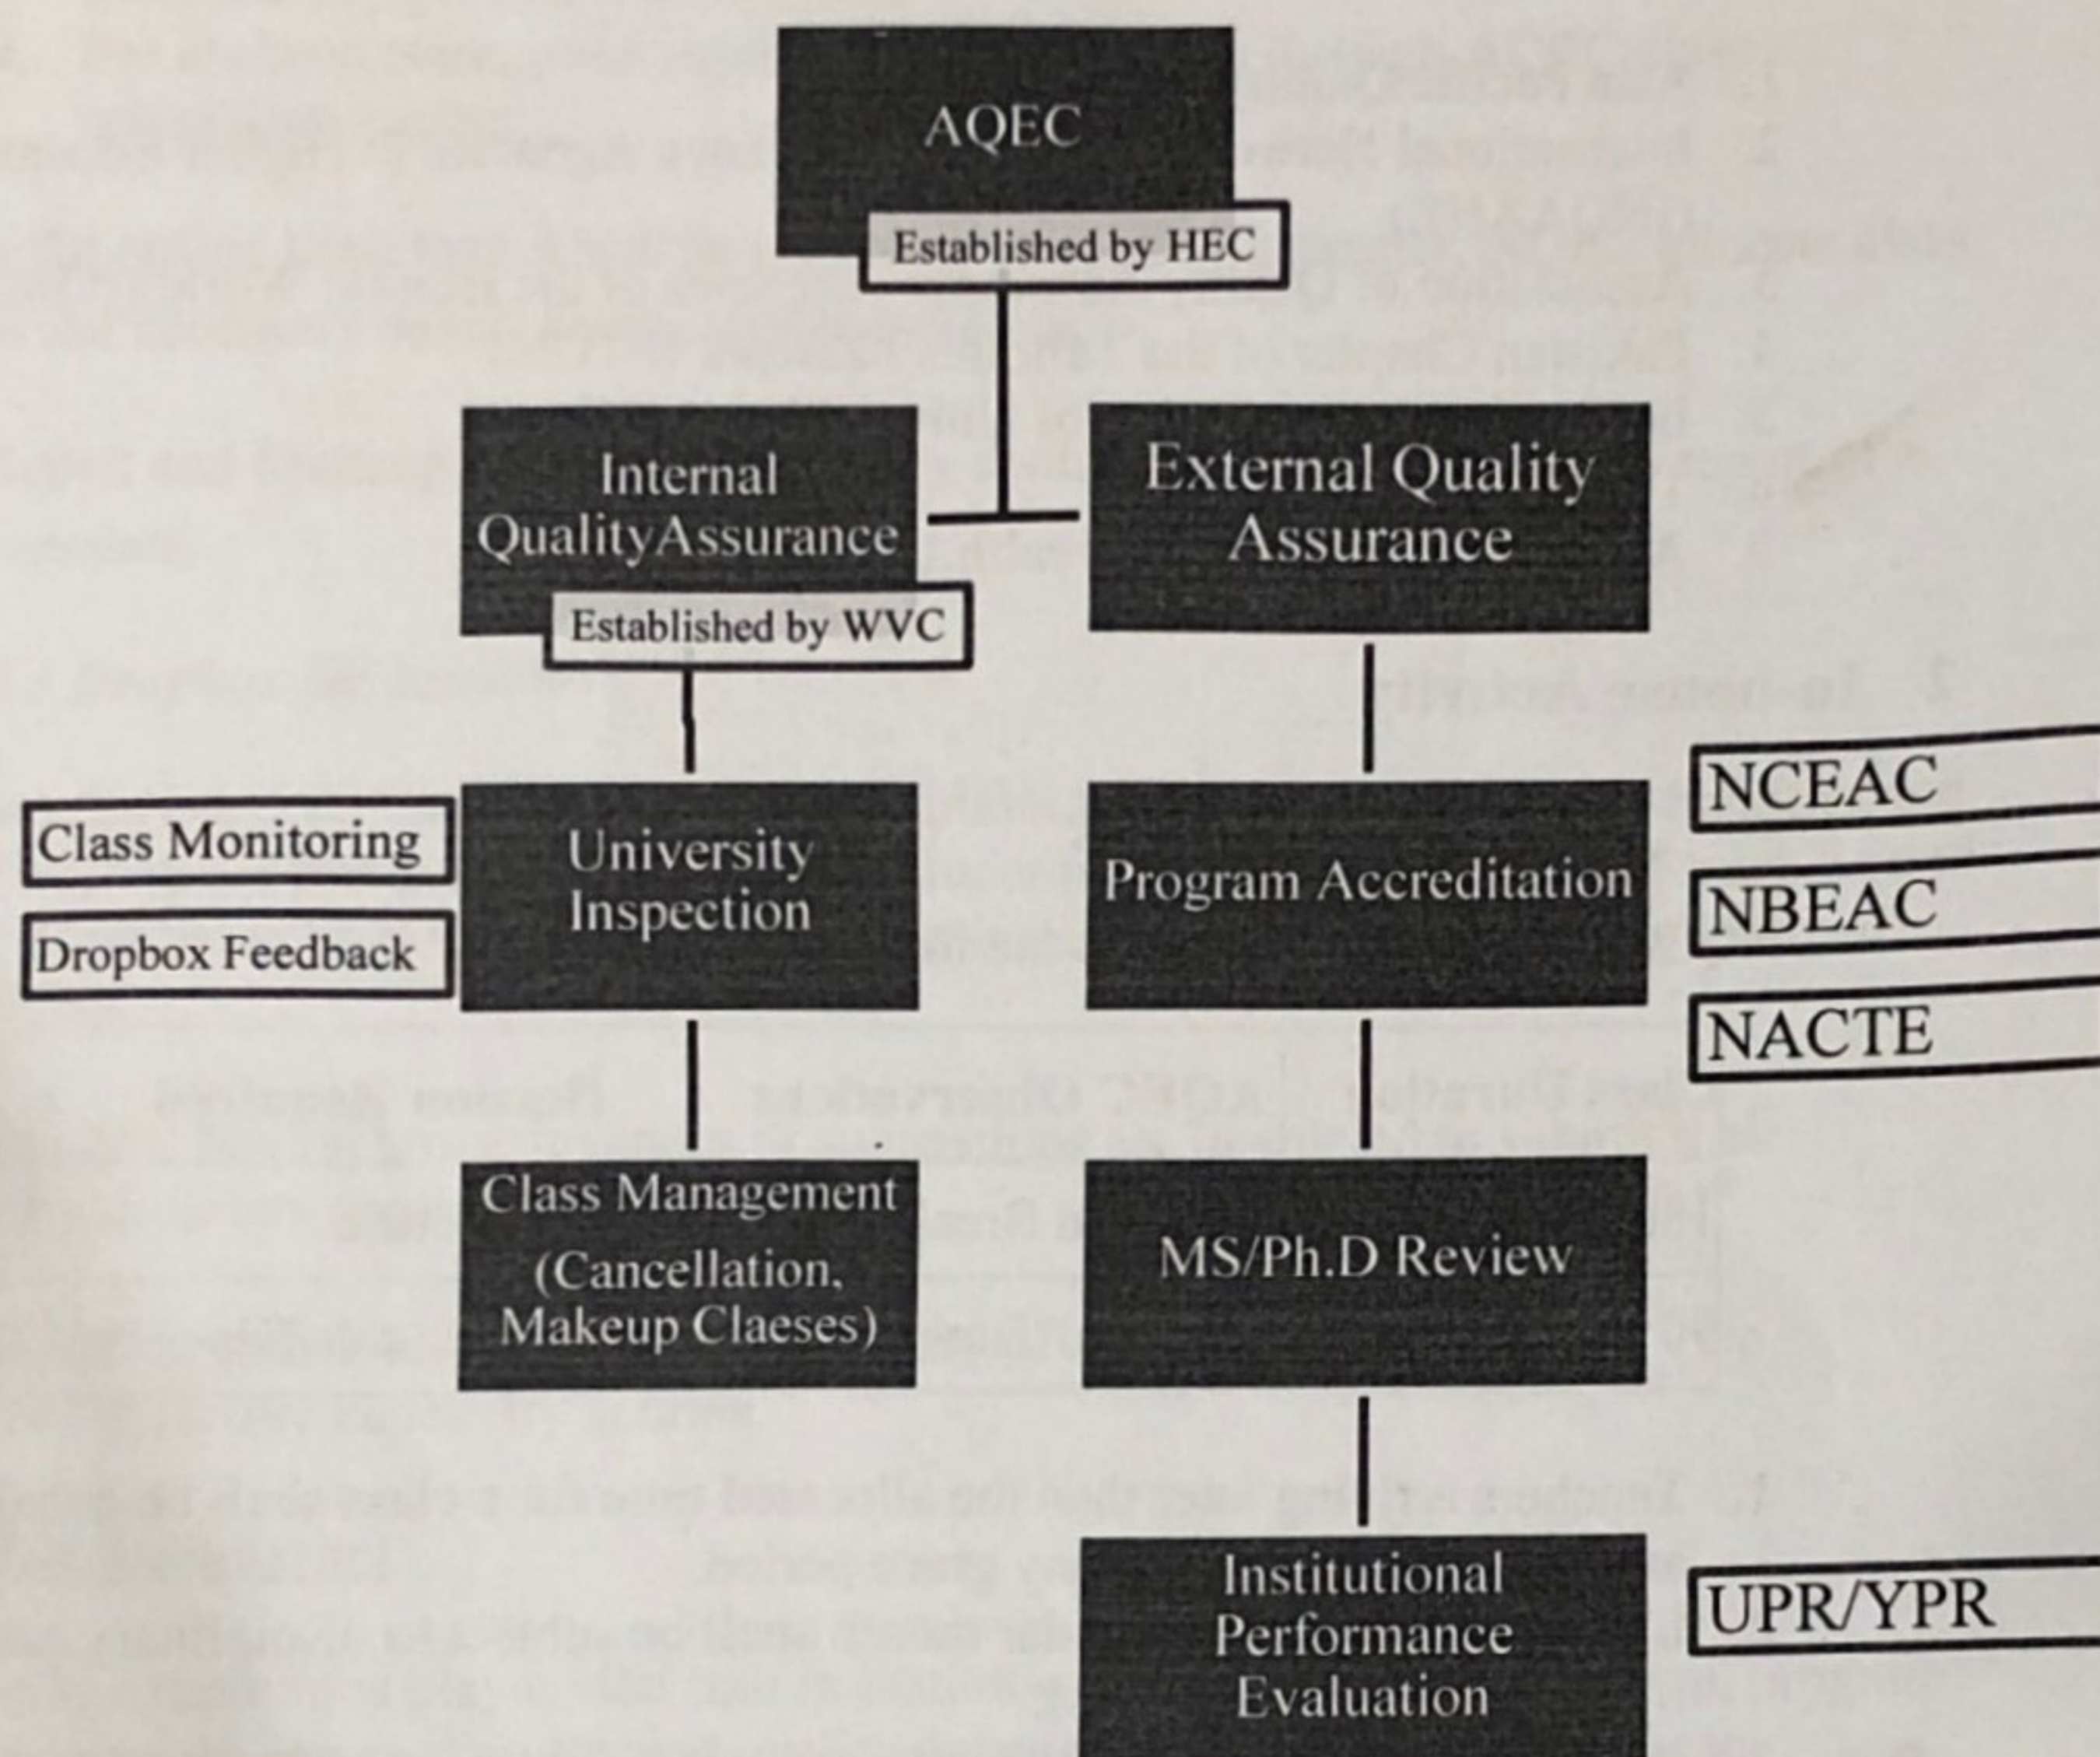 AQEC
Established by HEC
Internal
QualityAssurance
Established by WVC
External Quality
Assurance
Class Monitoring
Dropbox Feedback
University
Inspection
Program Accreditation
NCEAC
NBEAC
NACTE
Class Management
(Cancellation,
Makeup Claeses)
MS/Ph.D Review
Institutional
Performance
Evaluation
UPR/YPR